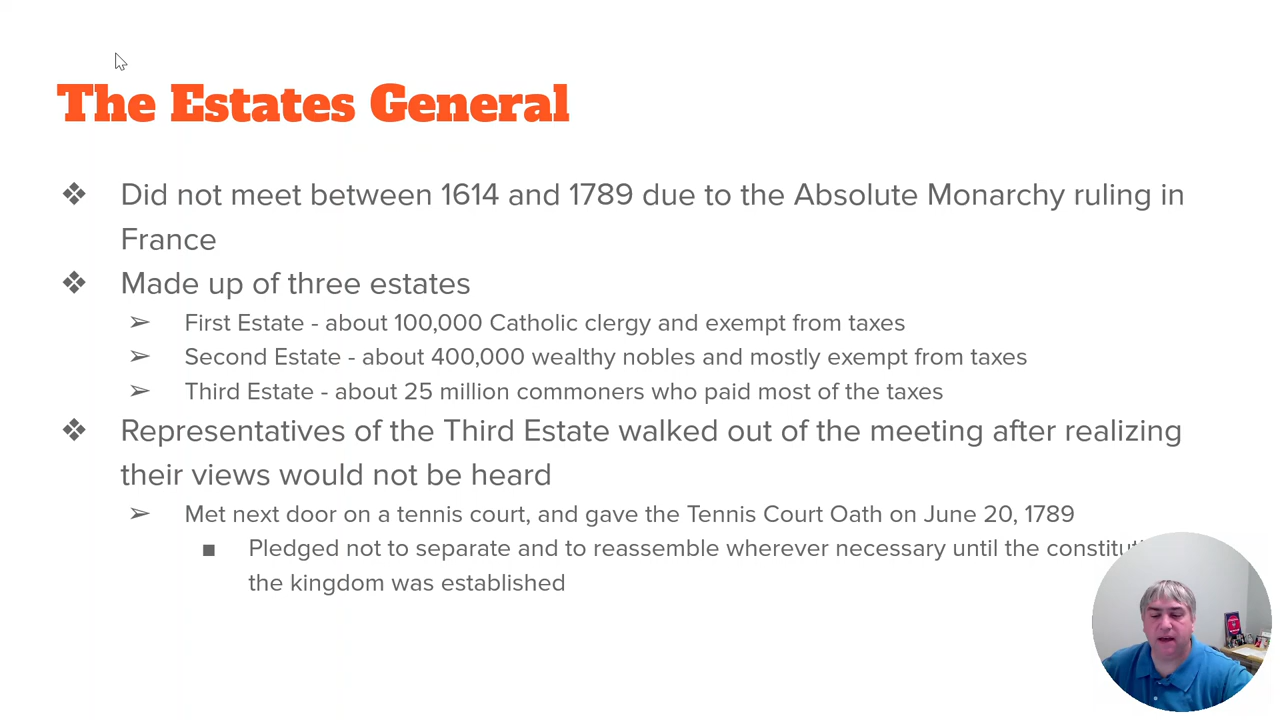 The Estates General
Did not meet between 1614 and 1789 due to the Absolute Monarchy ruling in
France
Made up of three estates
First Estate - about 100,000 Catholic clergy and exempt from taxes
Second Estate - about 400,000 wealthy nobles and mostly exempt from taxes
Third Estate - about 25 million commoners who paid most of the taxes
Representatives of the Third Estate walked out of the meeting after realizing
their views would not be heard
Met next door on a tennis court, and gave the Tennis Court Oath on June 20, 1789
Pledged not to separate and to reassemble wherever necessary until the
the kingdom was established